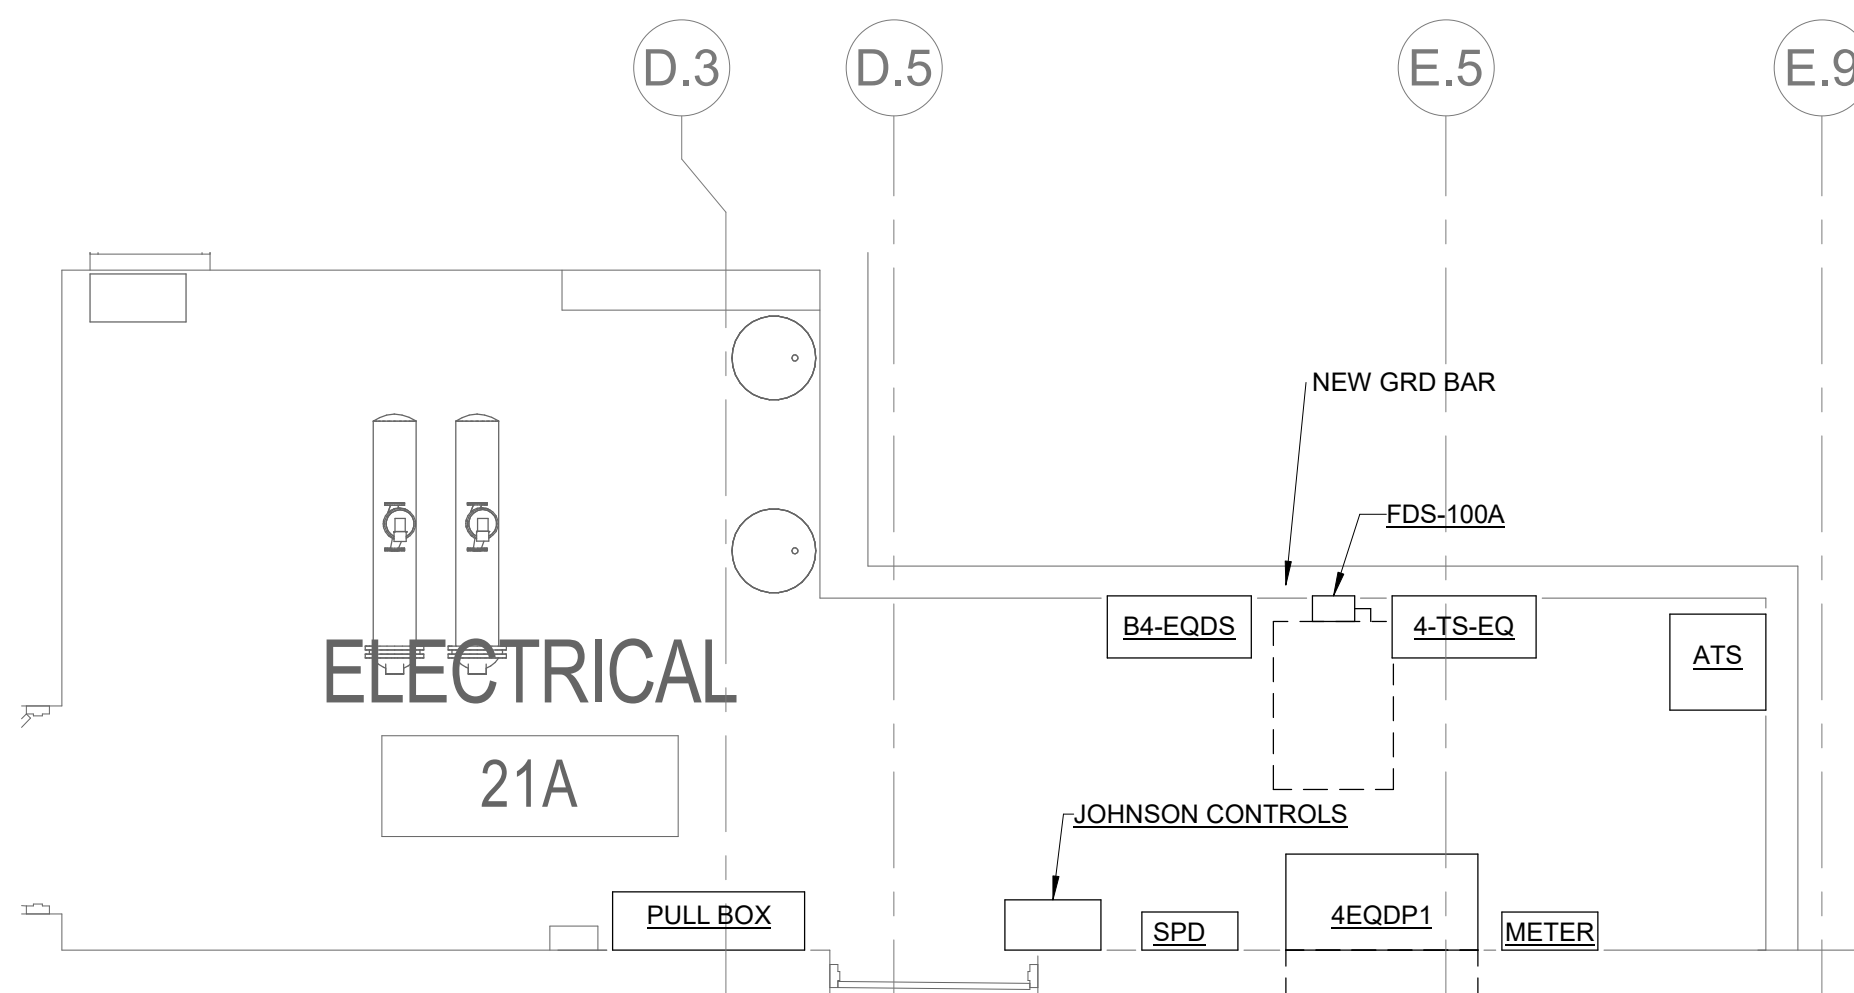 D.3
D.5
E.5
E.9
NEW GRD BAR
FDS-100A
B4-EQDS
4-TS-EQ
ATS
ELECTRICAL
21A
JOHNSON CONTROLS
PULL BOX
SPD
4EQDP1
METER